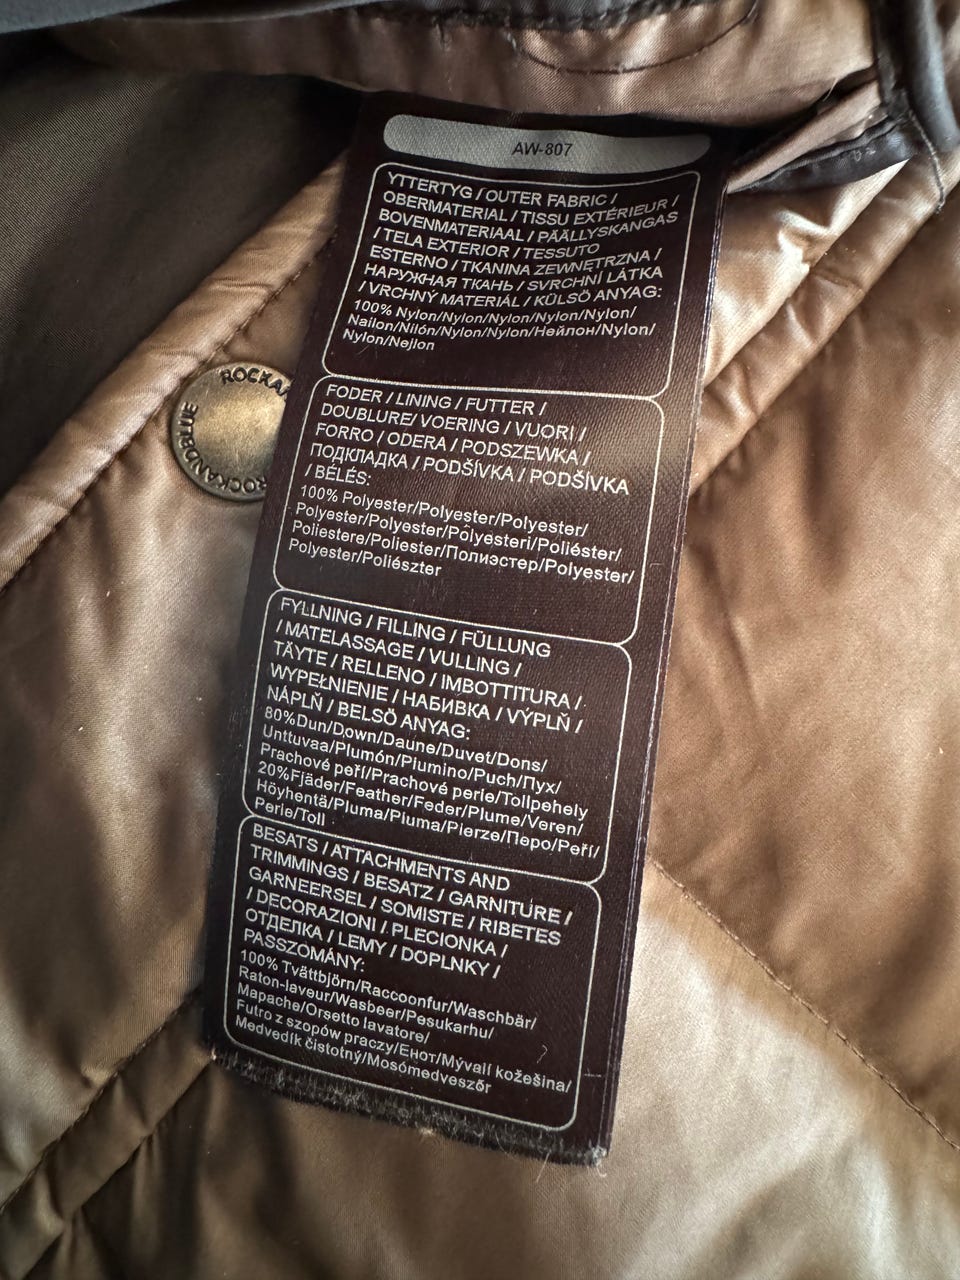 AW-807
YTTERTYG / OUTER FABRIC /
OBERMATERIAL / TISSU EXTÉRIEUR /
BOVENMATERIAAL / PÄÄLLYSKANGAS
/ TELA EXTERIOR / TESSUTO
ESTERNO / TKANINA ZEWNĘTRZNA /
НАРУЖНАЯ ТКАНЬ / SVRCHNÍ LÁTKA
/ VRCHNÝ MATERIÁL / KÜLSÖ ANYAG:
100% Nylon/Nylon/Nylon/Nylon/Nylon/
Nailon/Nilón/Nylon/Nylon/Нейлон/Nylon/
Nylon/Nejlon
ROCKAN
ROCKANDBLUE
FODER / LINING / FUTTER /
DOUBLURE/ VOERING / VUORI /
FORRO / ODERA / PODSZEWKA /
ПОДКЛАДКА / PODŠÍVKA / PODŠÍVKA
/ BÉLÉS:
100% Polyester/Polyester/Polyester/
Polyester/Polyester/Polyesteri/Poliéster/
Poliestere/Poliester/Полиэстер/Polyester/
Polyester/Poliészter
FYLLNING / FILLING / FÜLLUNG
/ MATELASSAGE / VULLING /
TÄYTE / RELLENO / IMBOTTITURA /
WYPEŁNIENIE / НАБИВКА / VÝPLŇ /
NÁPLŇ / BELSÖ ANYAG:
80%Dun/Down/Daune/Duvet/Dons/
Unttuvaa/Plumón/Piumino/Puch/Пух/
Prachové peří/Prachové perie/Tollpehely
20%Fjäder/Feather/Feder/Plume/Veren/
Höyhentä/Pluma/Piuma/Pierze/Перо/Peří/
Perie/Toll
BESATS / ATTACHMENTS AND
TRIMMINGS / BESATZ / GARNITURE /
GARNEERSEL / SOMISTE / RIBETES
/ DECORAZIONI / PLECIONKA /
ОТДЕЛКА / LEMY / DOPLNKY /
PASSZOMÁNY:
100% Tvättbjörn/Raccoonfur/Waschbär/
Raton-laveur/Wasbeer/Pesukarhu/
Mapache/Orsetto lavatore/
Futro z szopów praczy/Енот/Mývalí kožešina/
Medvedík čistotný/Mosómedveszőr